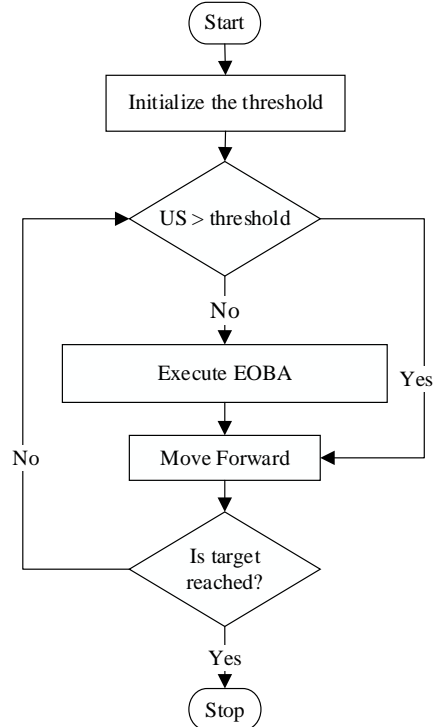 Start
Initialize the threshold
US > threshold
No
Execute EOBA
Yes
Move Forward
No
Is target
reached?
Yes
Stop